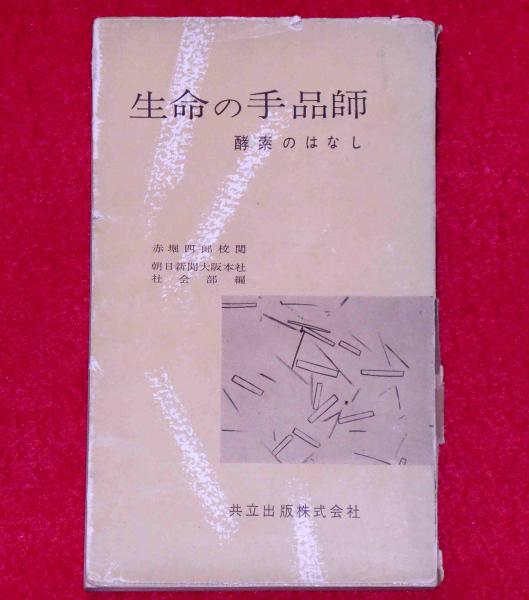 生命の手品師
酵素のはなし
赤堀四郎校閲
朝日新聞大阪本社
社会部編
共立出版株式会社